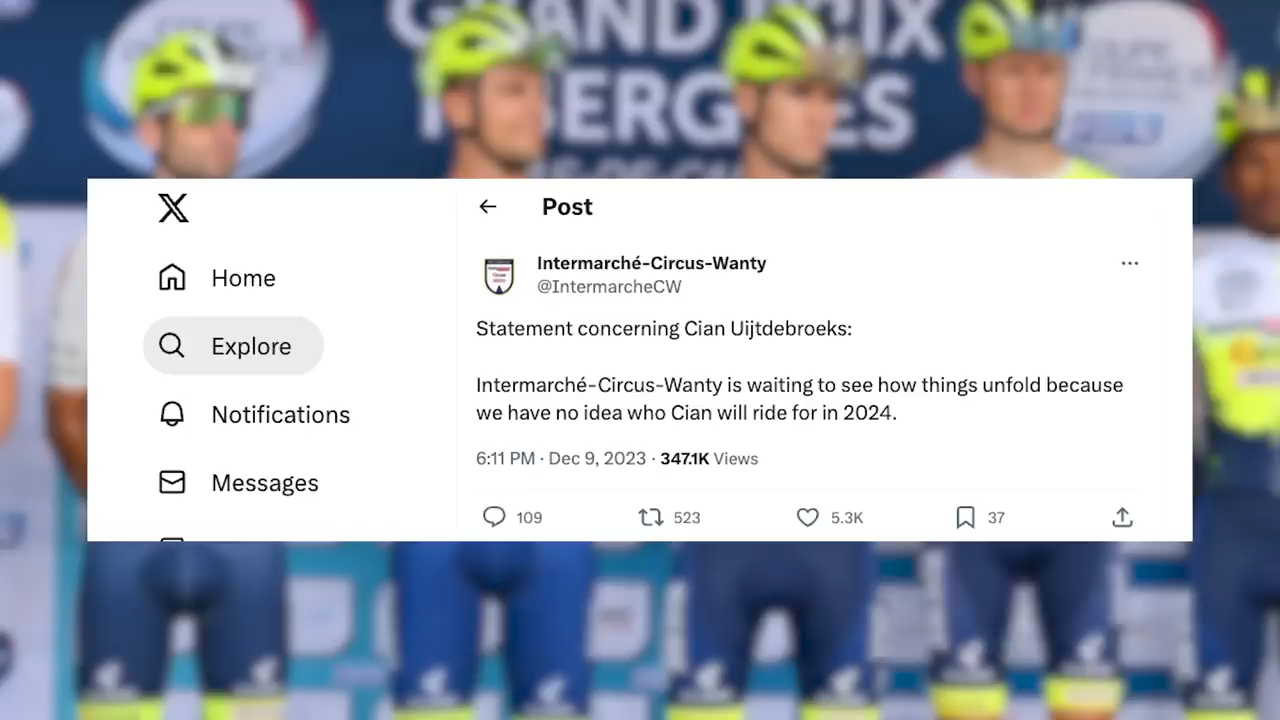 GRAND PRIX
Post
Intermarché-Circus-Wanty
@IntermarcheCW
Home
Statement concerning Cian Uijtdebroeks:
Explore
Intermarché-Circus-Wanty is waiting to see how things unfold because
we have no idea who Cian will ride for in 2024.
Notifications
6:11 PM · Dec 9, 2023 · 347.1K Views
Messages
109 523 5.3K 37